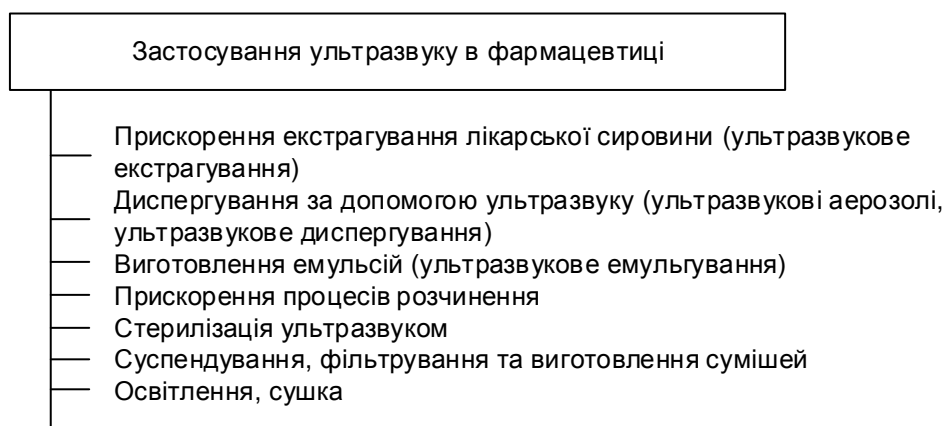 Застосування ультразвуку в фармацевтиці
Прискорення екстрагування лікарської сировини (ультразвукове
екстрагування)
Диспергування за допомогою ультразвуку (ультразвукові аерозолі,
ультразвукове диспергування)
Виготовлення емульсій (ультразвукове емульгування)
Прискорення процесів розчинення
Стерилізація ультразвуком
Суспендування, фільтрування та виготовлення сумішей
Освітлення, сушка